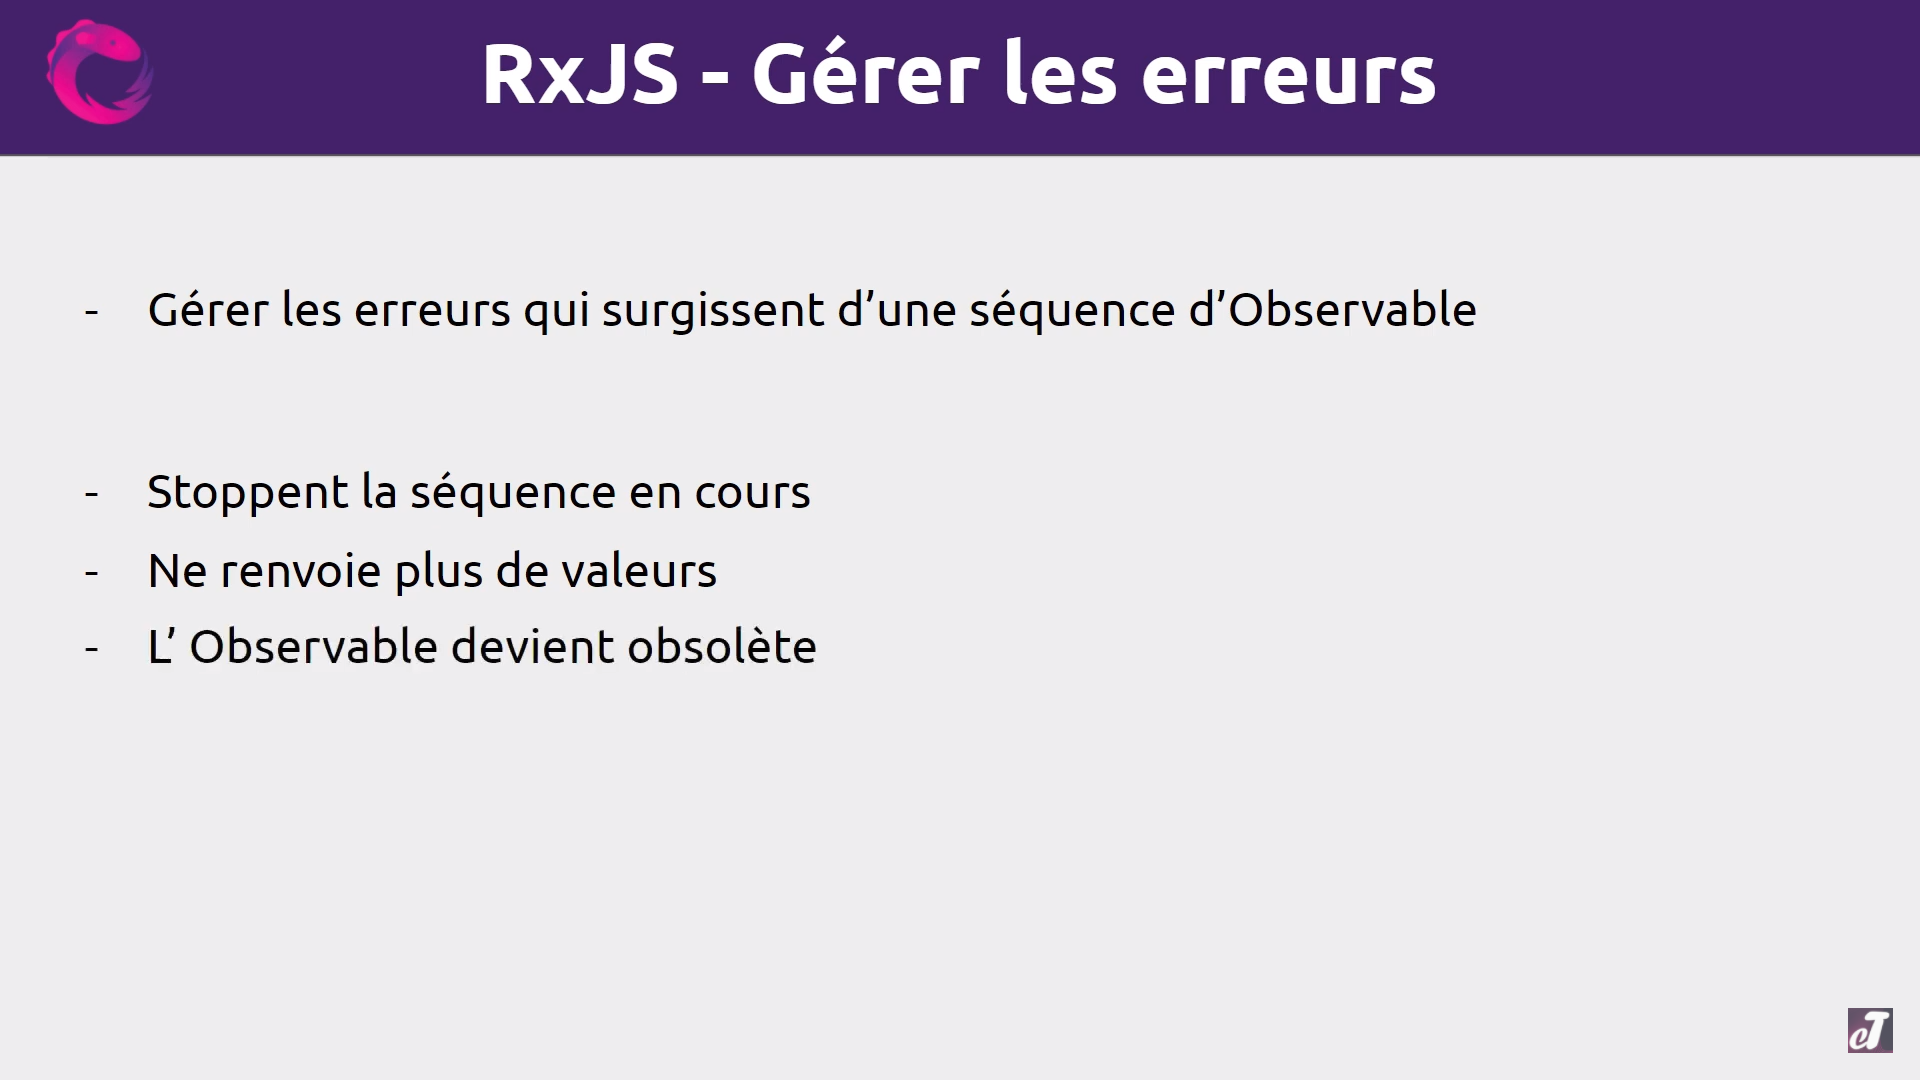 RxJS - Gérer les erreurs
- Gérer les erreurs qui surgissent d’une séquence d’Observable
- Stoppent la séquence en cours
- Ne renvoie plus de valeurs
- L’ Observable devient obsolète
eT